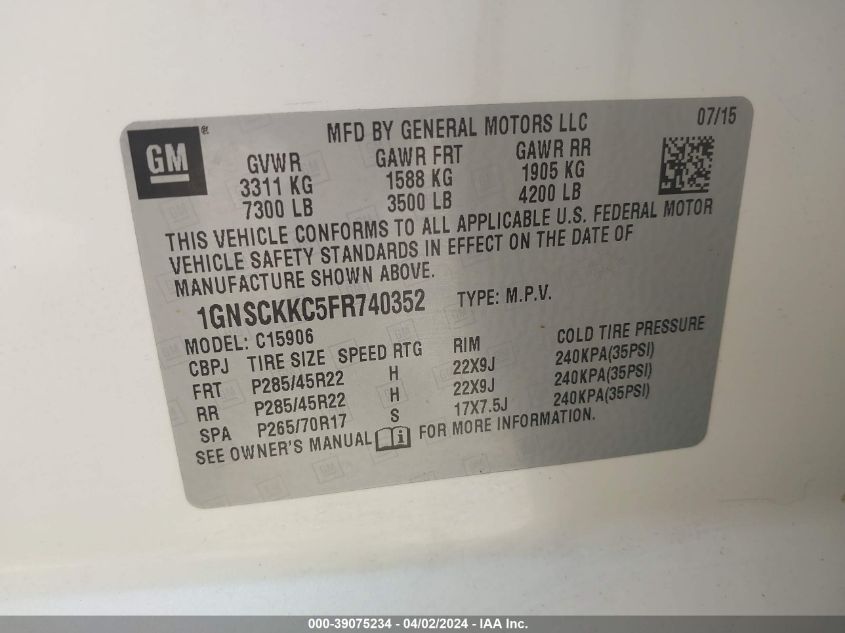 GM® MFD BY GENERAL MOTORS LLC 07/15
GVWR GAWR FRT GAWR RR
3311 KG 1588 KG 1905 KG
7300 LB 3500 LB 4200 LB
THIS VEHICLE CONFORMS TO ALL APPLICABLE U.S. FEDERAL MOTOR
VEHICLE SAFETY STANDARDS IN EFFECT ON THE DATE OF
MANUFACTURE SHOWN ABOVE.
1GNSCKKC5FR740352 TYPE: M.P.V.
MODEL: C15906
CBPJ TIRE SIZE SPEED RTG RIM COLD TIRE PRESSURE
FRT P285/45R22 H 22X9J 240KPA(35PSI)
RR P285/45R22 H 22X9J 240KPA(35PSI)
SPA P265/70R17 S 17X7.5J 240KPA(35PSI)
SEE OWNER'S MANUAL i FOR MORE INFORMATION.
000-39075234 - 04/02/2024 - IAA Inc.